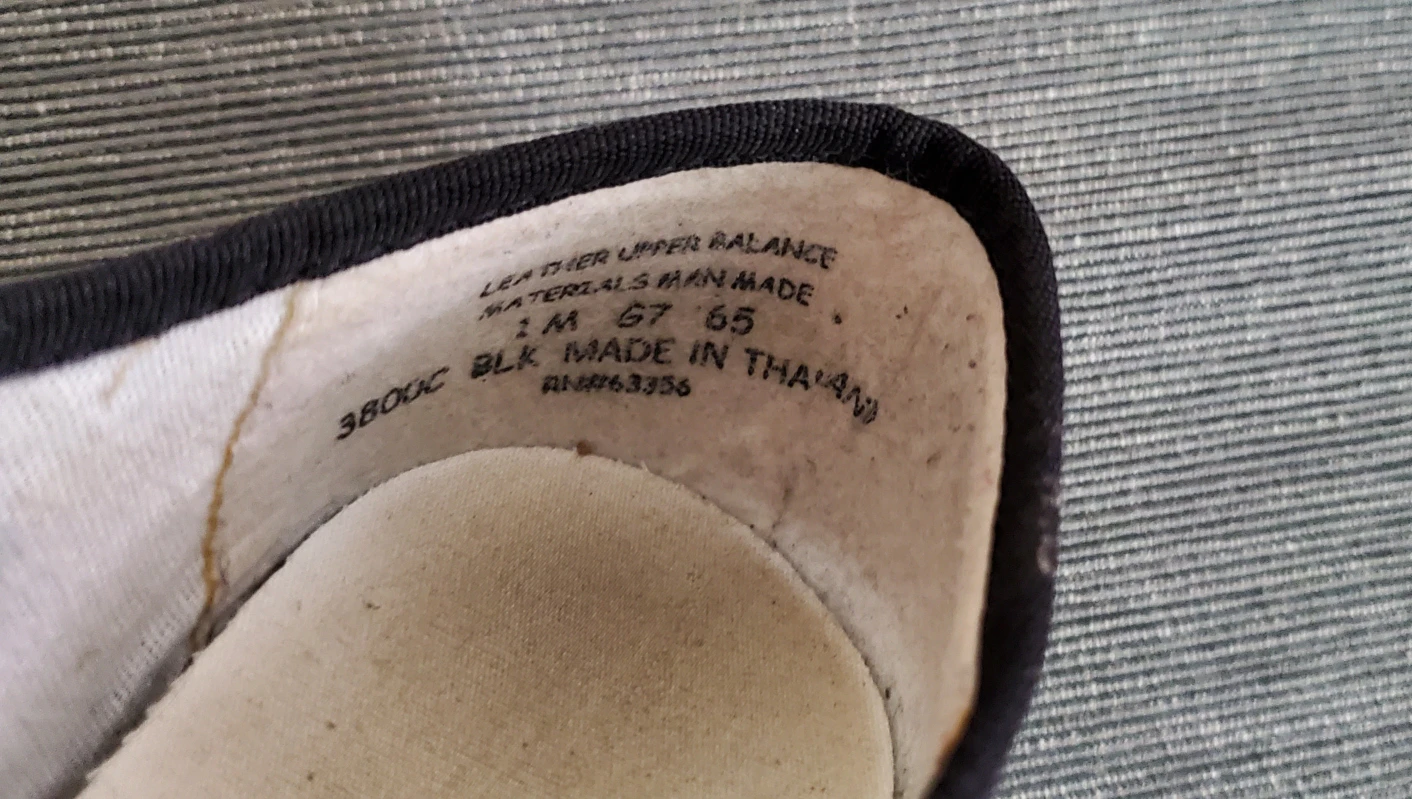 LEATHER UPPER BALANCE
MATERIALS MAN MADE
1 M 67 65
3800C BLK MADE IN THAILAND
RN#63356